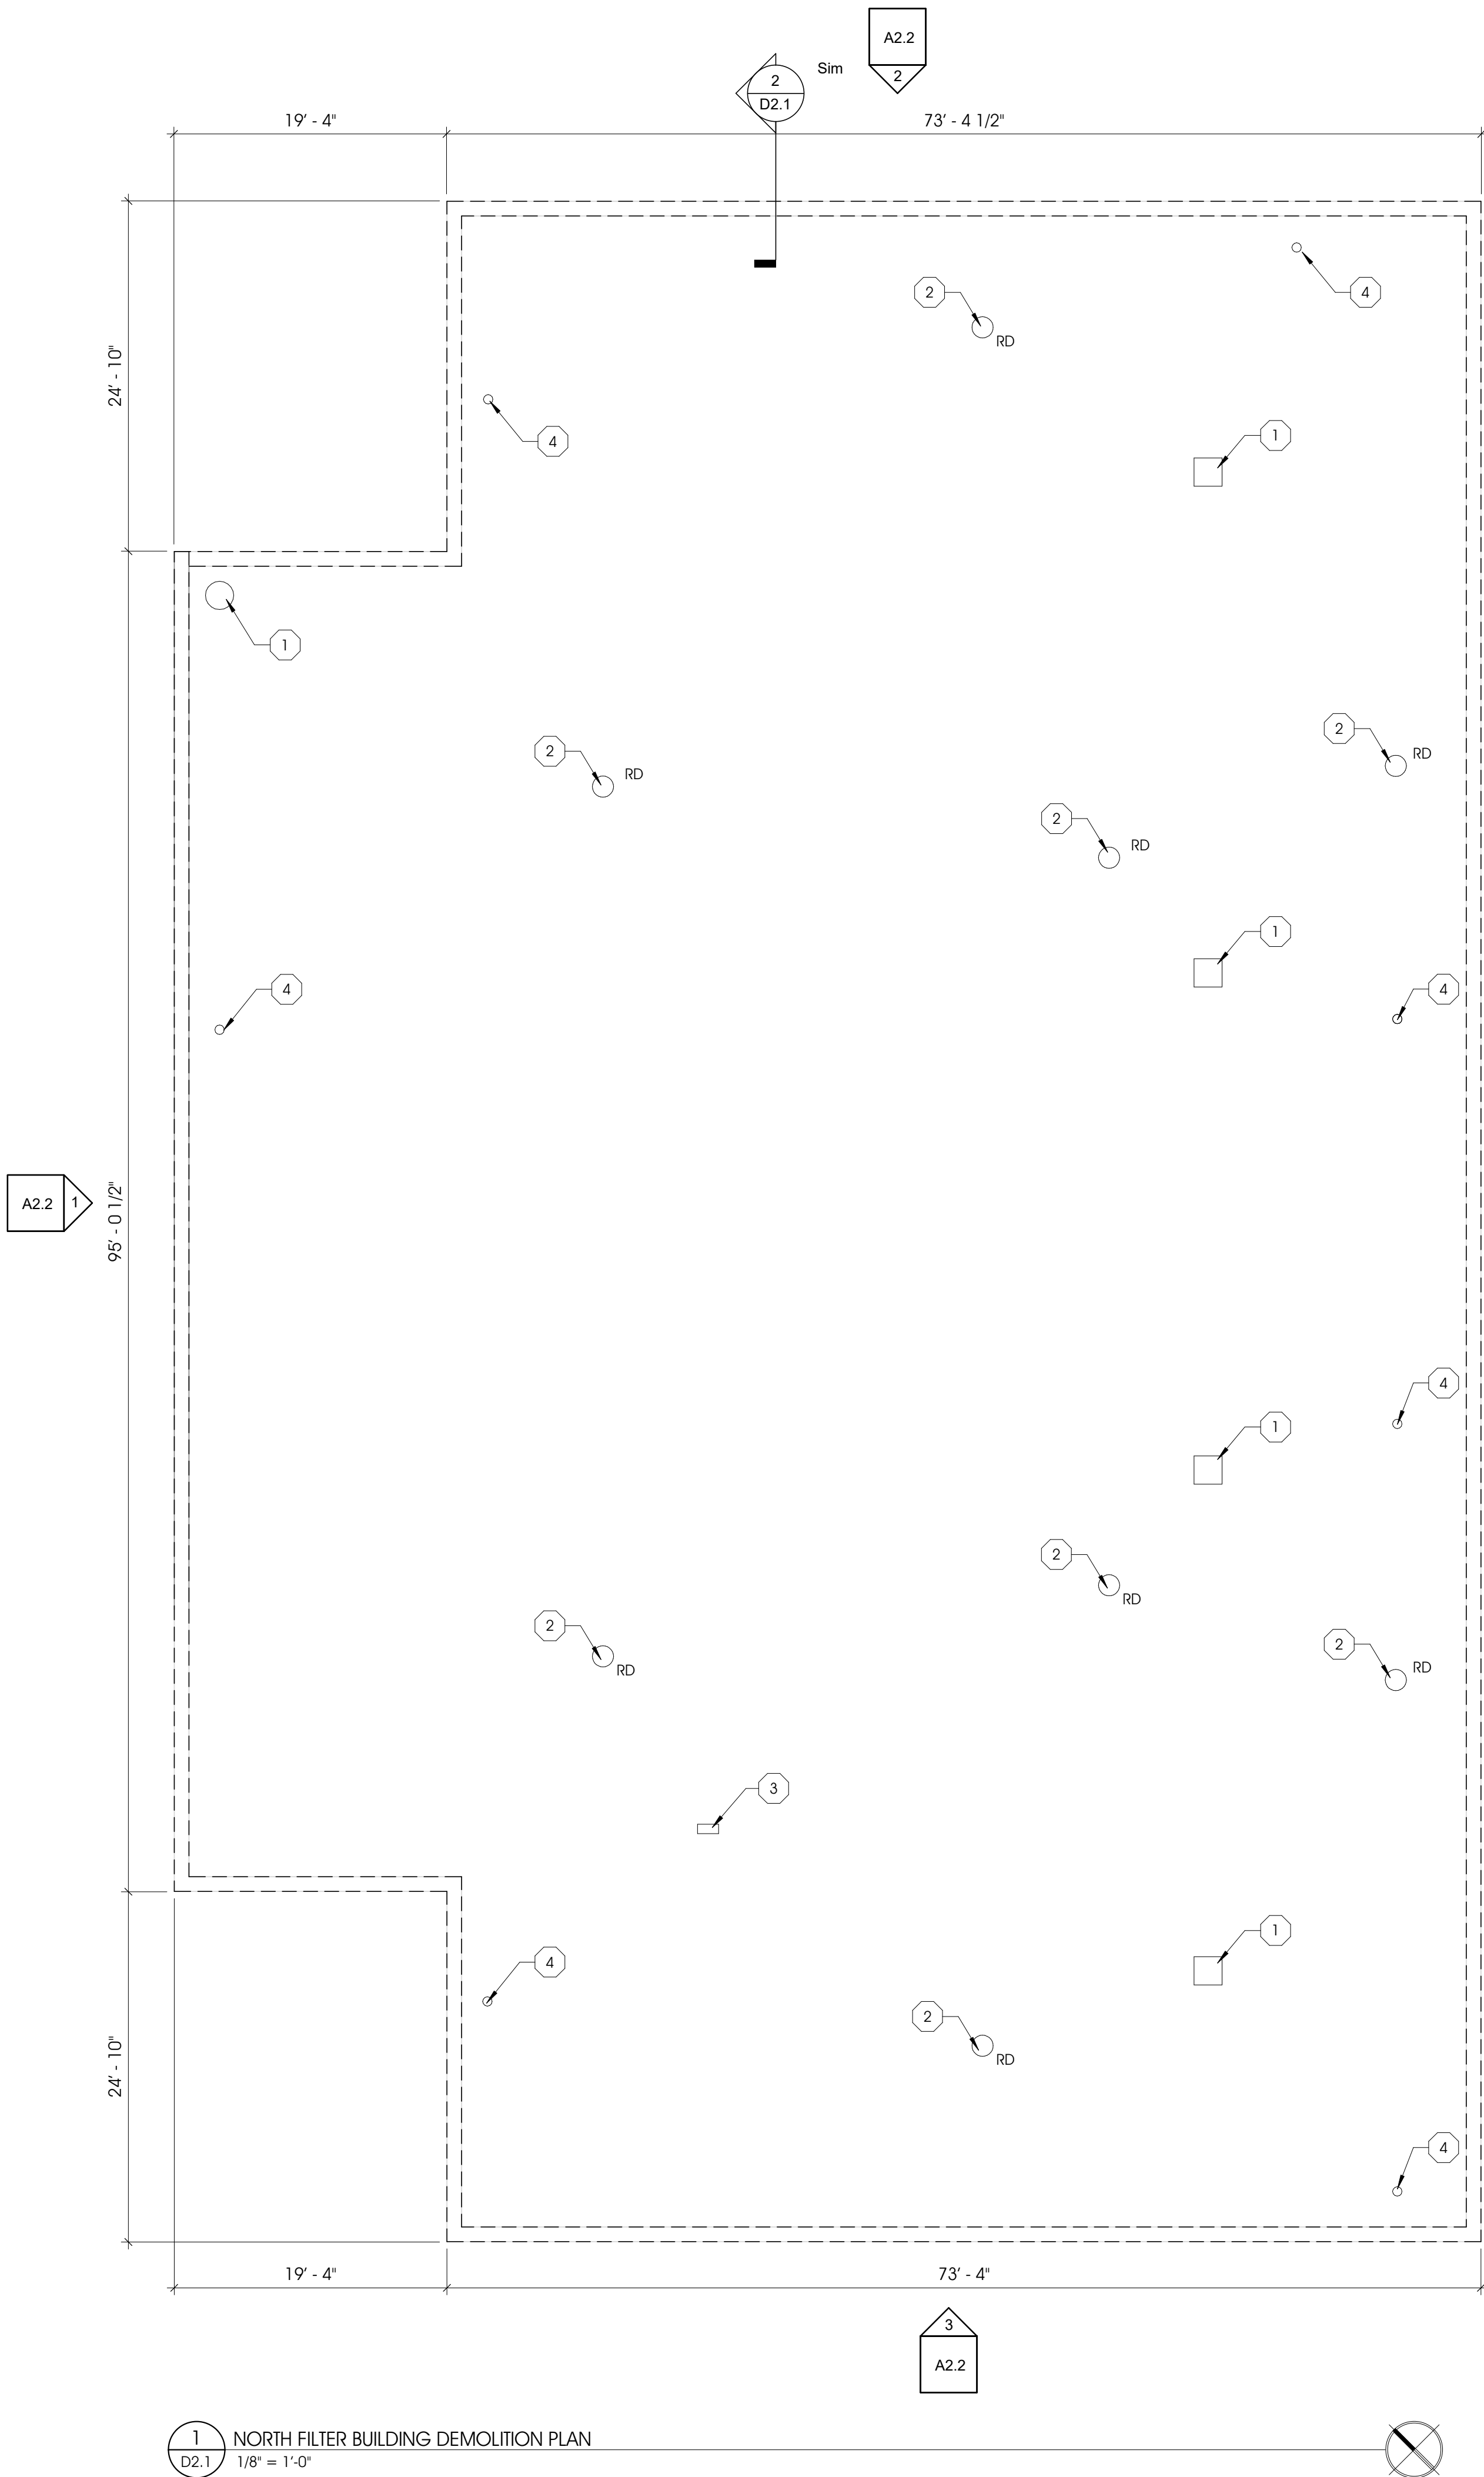 A2.2
2
2
D2.1
Sim
19' - 4"
73' - 4 1/2"
24' - 10"
2
RD
4
4
1
1
2
RD
2
RD
2
RD
1
4
4
A2.2
1
95' - 0 1/2"
4
1
2
RD
2
RD
2
RD
3
1
4
2
RD
24' - 10"
4
19' - 4"
73' - 4"
3
A2.2
1
D2.1
NORTH FILTER BUILDING DEMOLITION PLAN
1/8" = 1'-0"